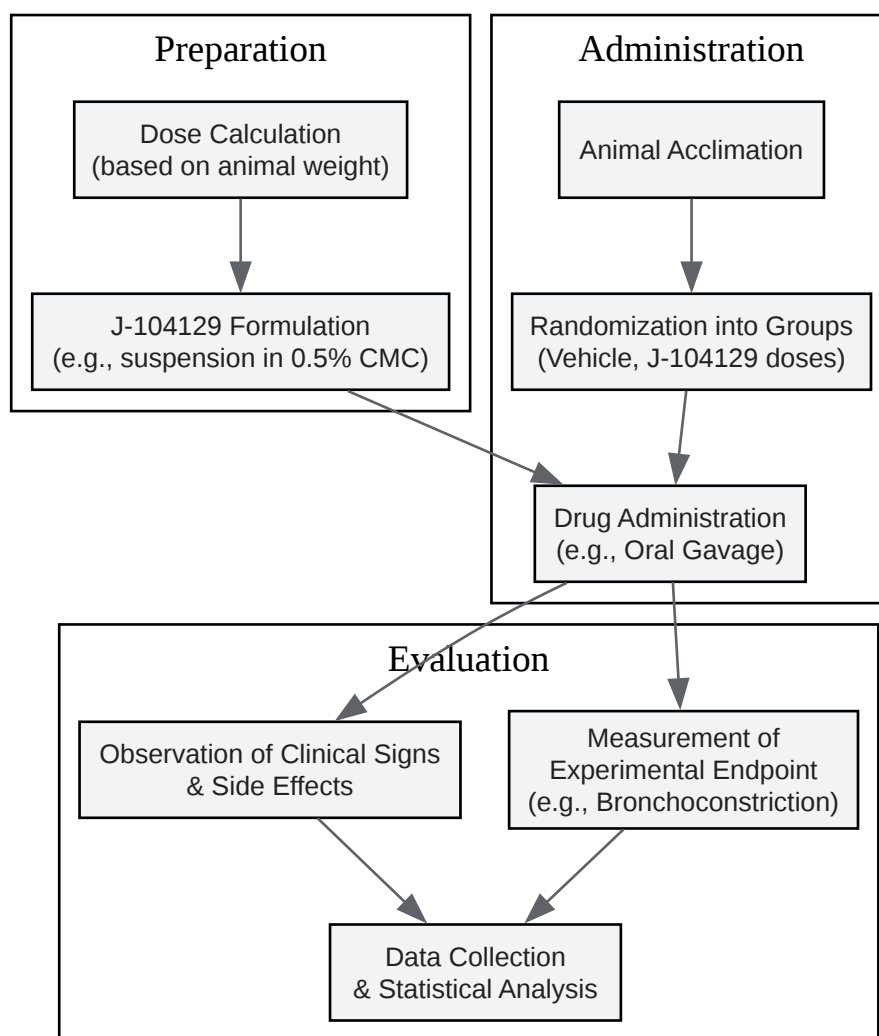 Preparation
Dose Calculation
(based on animal weight)
J-104129 Formulation
(e.g., suspension in 0.5% CMC)
Administration
Animal Acclimation
Randomization into Groups
(Vehicle, J-104129 doses)
Drug Administration
(e.g., Oral Gavage)
Evaluation
Observation of Clinical Signs
& Side Effects
Measurement of
Experimental Endpoint
(e.g., Bronchoconstriction)
Data Collection
& Statistical Analysis